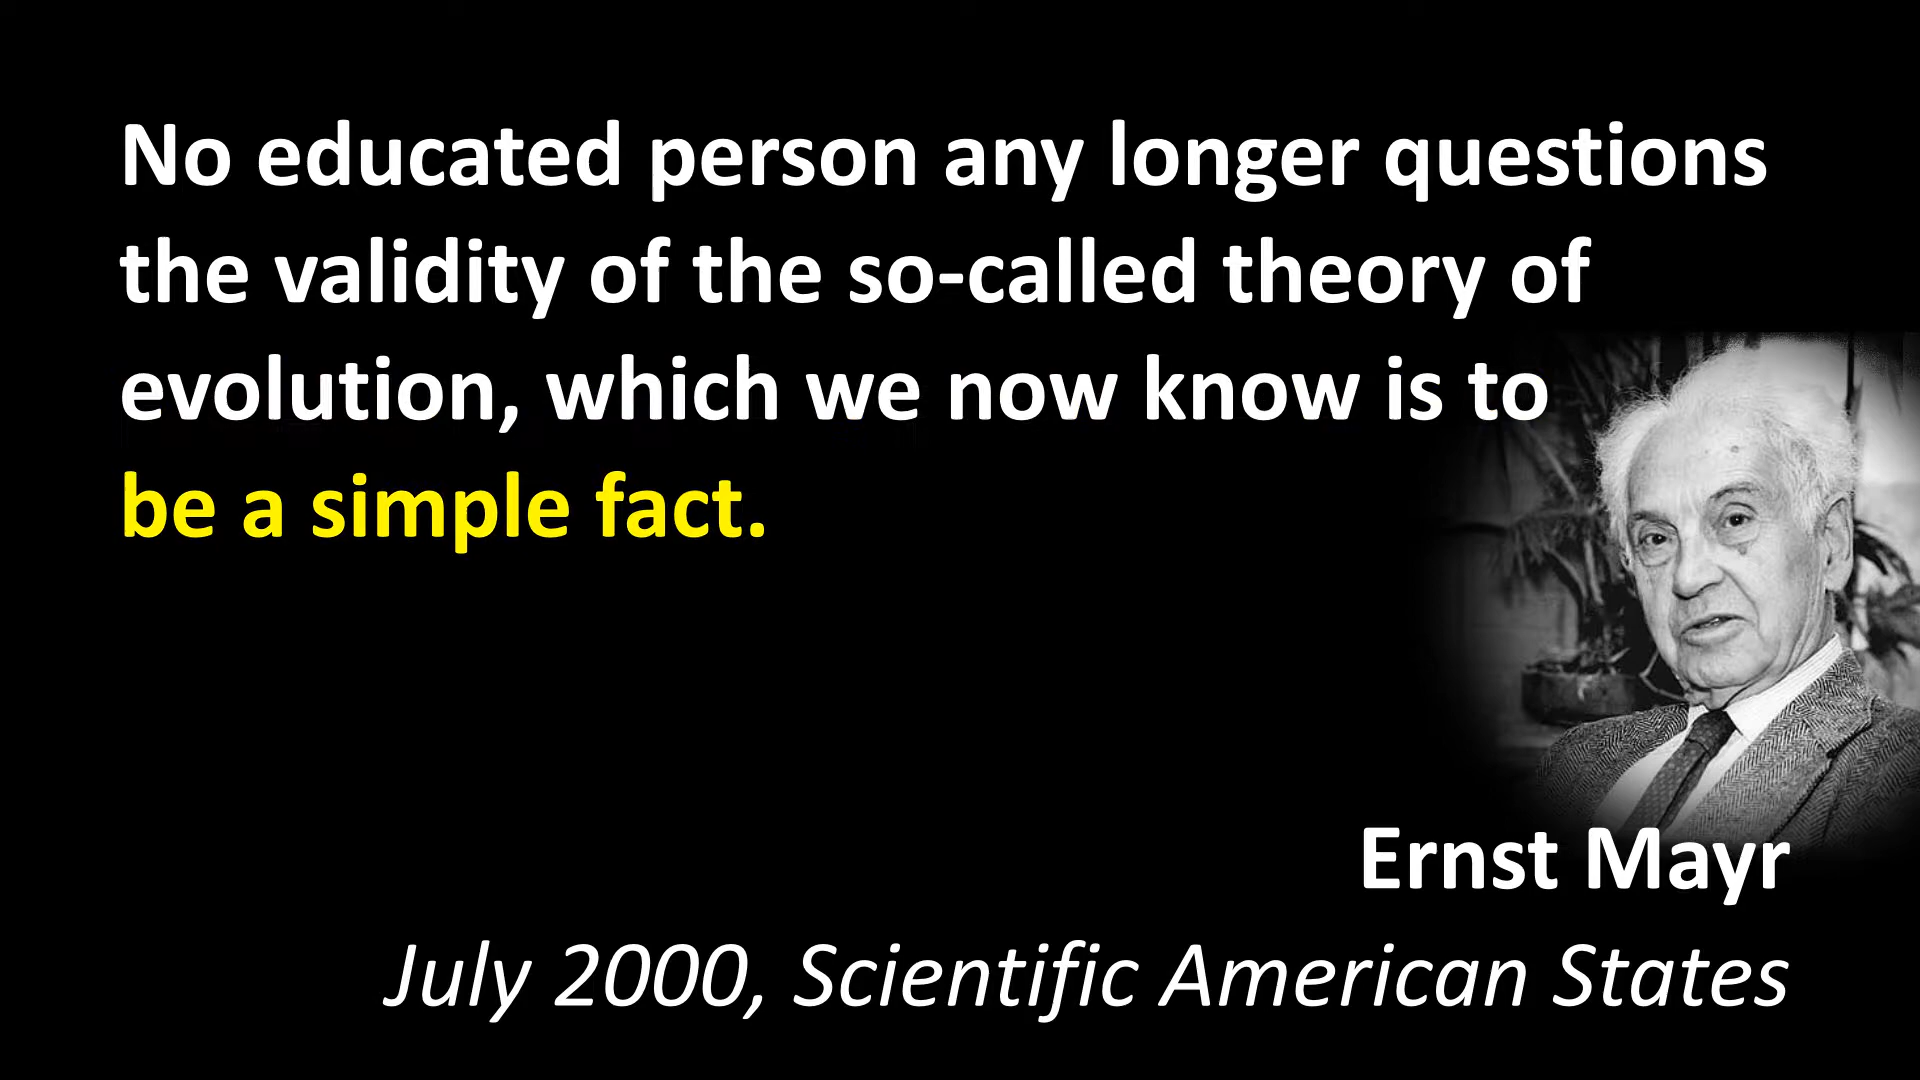 No educated person any longer questions
the validity of the so-called theory of
evolution, which we now know is to
be a simple fact.
Ernst Mayr
July 2000, Scientific American States